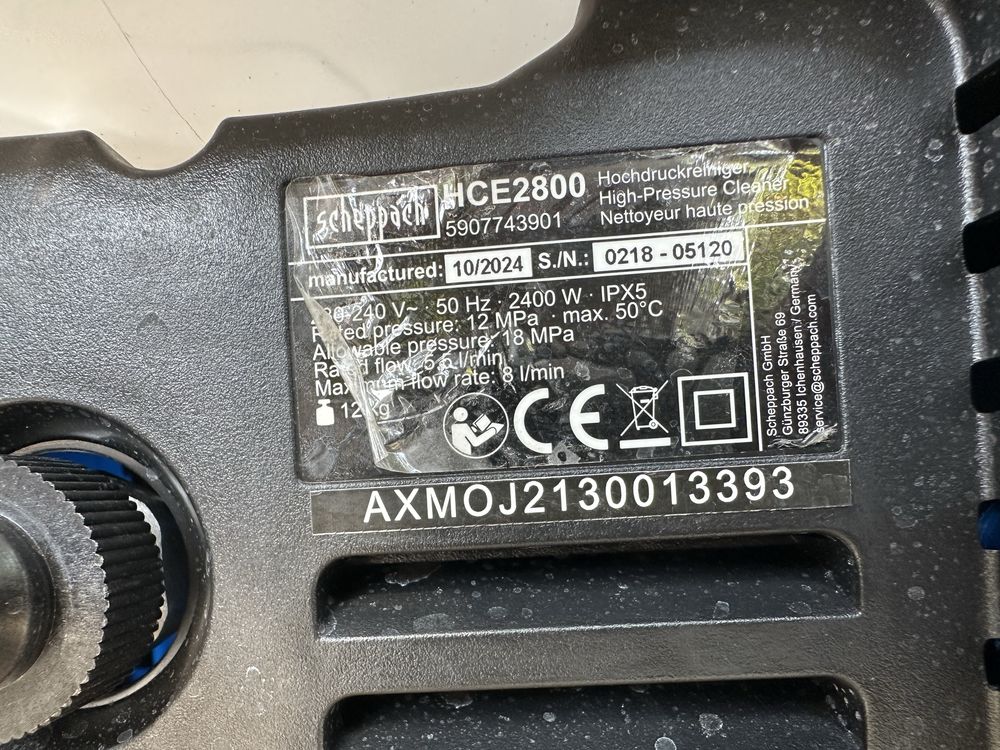 scheppach
HCE2800
5907743901
Hochdruckreiniger
High-Pressure Cleaner
Nettoyeur haute pression
manufactured: 10/2024 S./N.: 0218 - 05120
240 V~ · 50 Hz · 2400 W · IPX5
Rated pressure: 12 MPa · max. 50°C
Allowable pressure: 18 MPa
Rated flow: 5.5 l/min
Maximum flow rate: 8 l/min
kg
CE
Scheppach GmbH
Günzburger Straße 69
89335 Ichenhausen / Germany
service@scheppach.com
AXMOJ2130013393